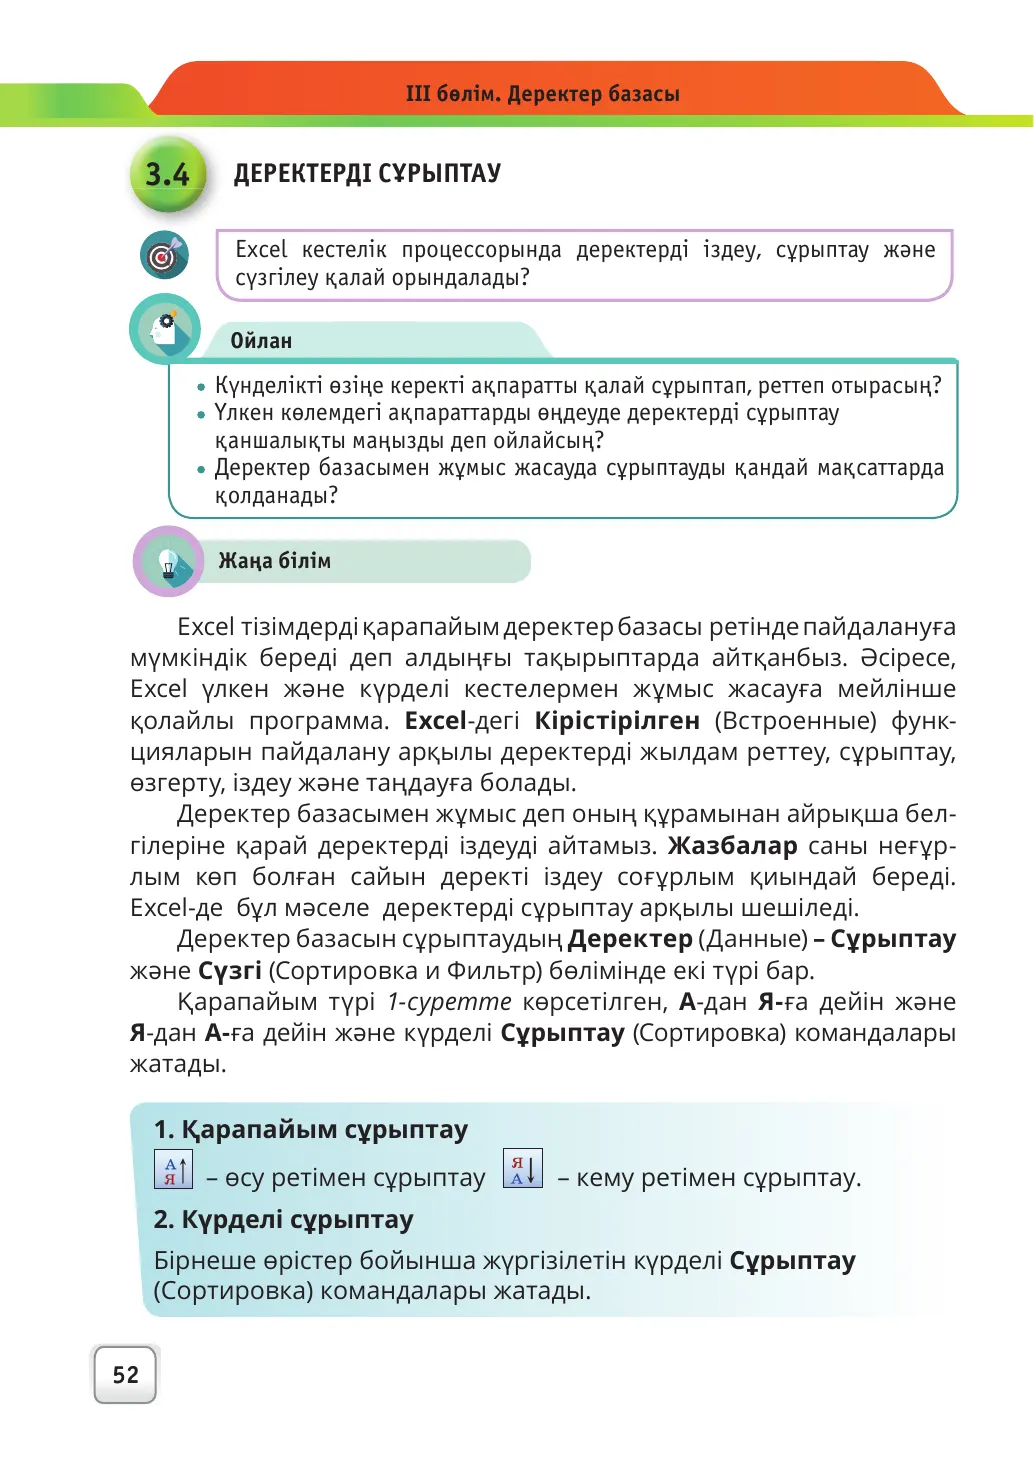 III бөлім. Деректер базасы
3.4
ДЕРЕКТЕРДІ СҰРЫПТАУ
Excel кестелік процессорында деректерді іздеу, сұрыптау және
сүзгілеу қалай орындалады?
Ойлан
• Күнделікті өзіңе керекті ақпаратты қалай сұрыптап, реттеп отырасың?
• Үлкен көлемдегі ақпараттарды өңдеуде деректерді сұрыптау
қаншалықты маңызды деп ойлайсың?
• Деректер базасымен жұмыс жасауда сұрыптауды қандай мақсаттарда
қолданады?
Жаңа білім
Excel тізімдерді қарапайым деректер базасы ретінде пайдалануға
мүмкіндік береді деп алдыңғы тақырыптарда айтқанбыз. Әсіресе,
Excel үлкен және күрделі кестелермен жұмыс жасауға мейлінше
қолайлы программа. Excel-дегі Кірістірілген (Встроенные) функ-
цияларын пайдалану арқылы деректерді жылдам реттеу, сұрыптау,
өзгерту, іздеу және таңдауға болады.
Деректер базасымен жұмыс деп оның құрамынан айрықша бел-
гілеріне қарай деректерді іздеуді айтамыз. Жазбалар саны неғұр-
лым көп болған сайын деректі іздеу соғұрлым қиындай береді.
Excel-де бұл мәселе деректерді сұрыптау арқылы шешіледі.
Деректер базасын сұрыптаудың Деректер (Данные) – Сұрыптау
және Сүзгі (Сортировка и Фильтр) бөлімінде екі түрі бар.
Қарапайым түрі 1-суретте көрсетілген, А-дан Я-ға дейін және
Я-дан А-ға дейін және күрделі Сұрыптау (Сортировка) командалары
жатады.
1. Қарапайым сұрыптау
А Я – өсу ретімен сұрыптау Я А – кему ретімен сұрыптау.
2. Күрделі сұрыптау
Бірнеше өрістер бойынша жүргізілетін күрделі Сұрыптау
(Сортировка) командалары жатады.
52